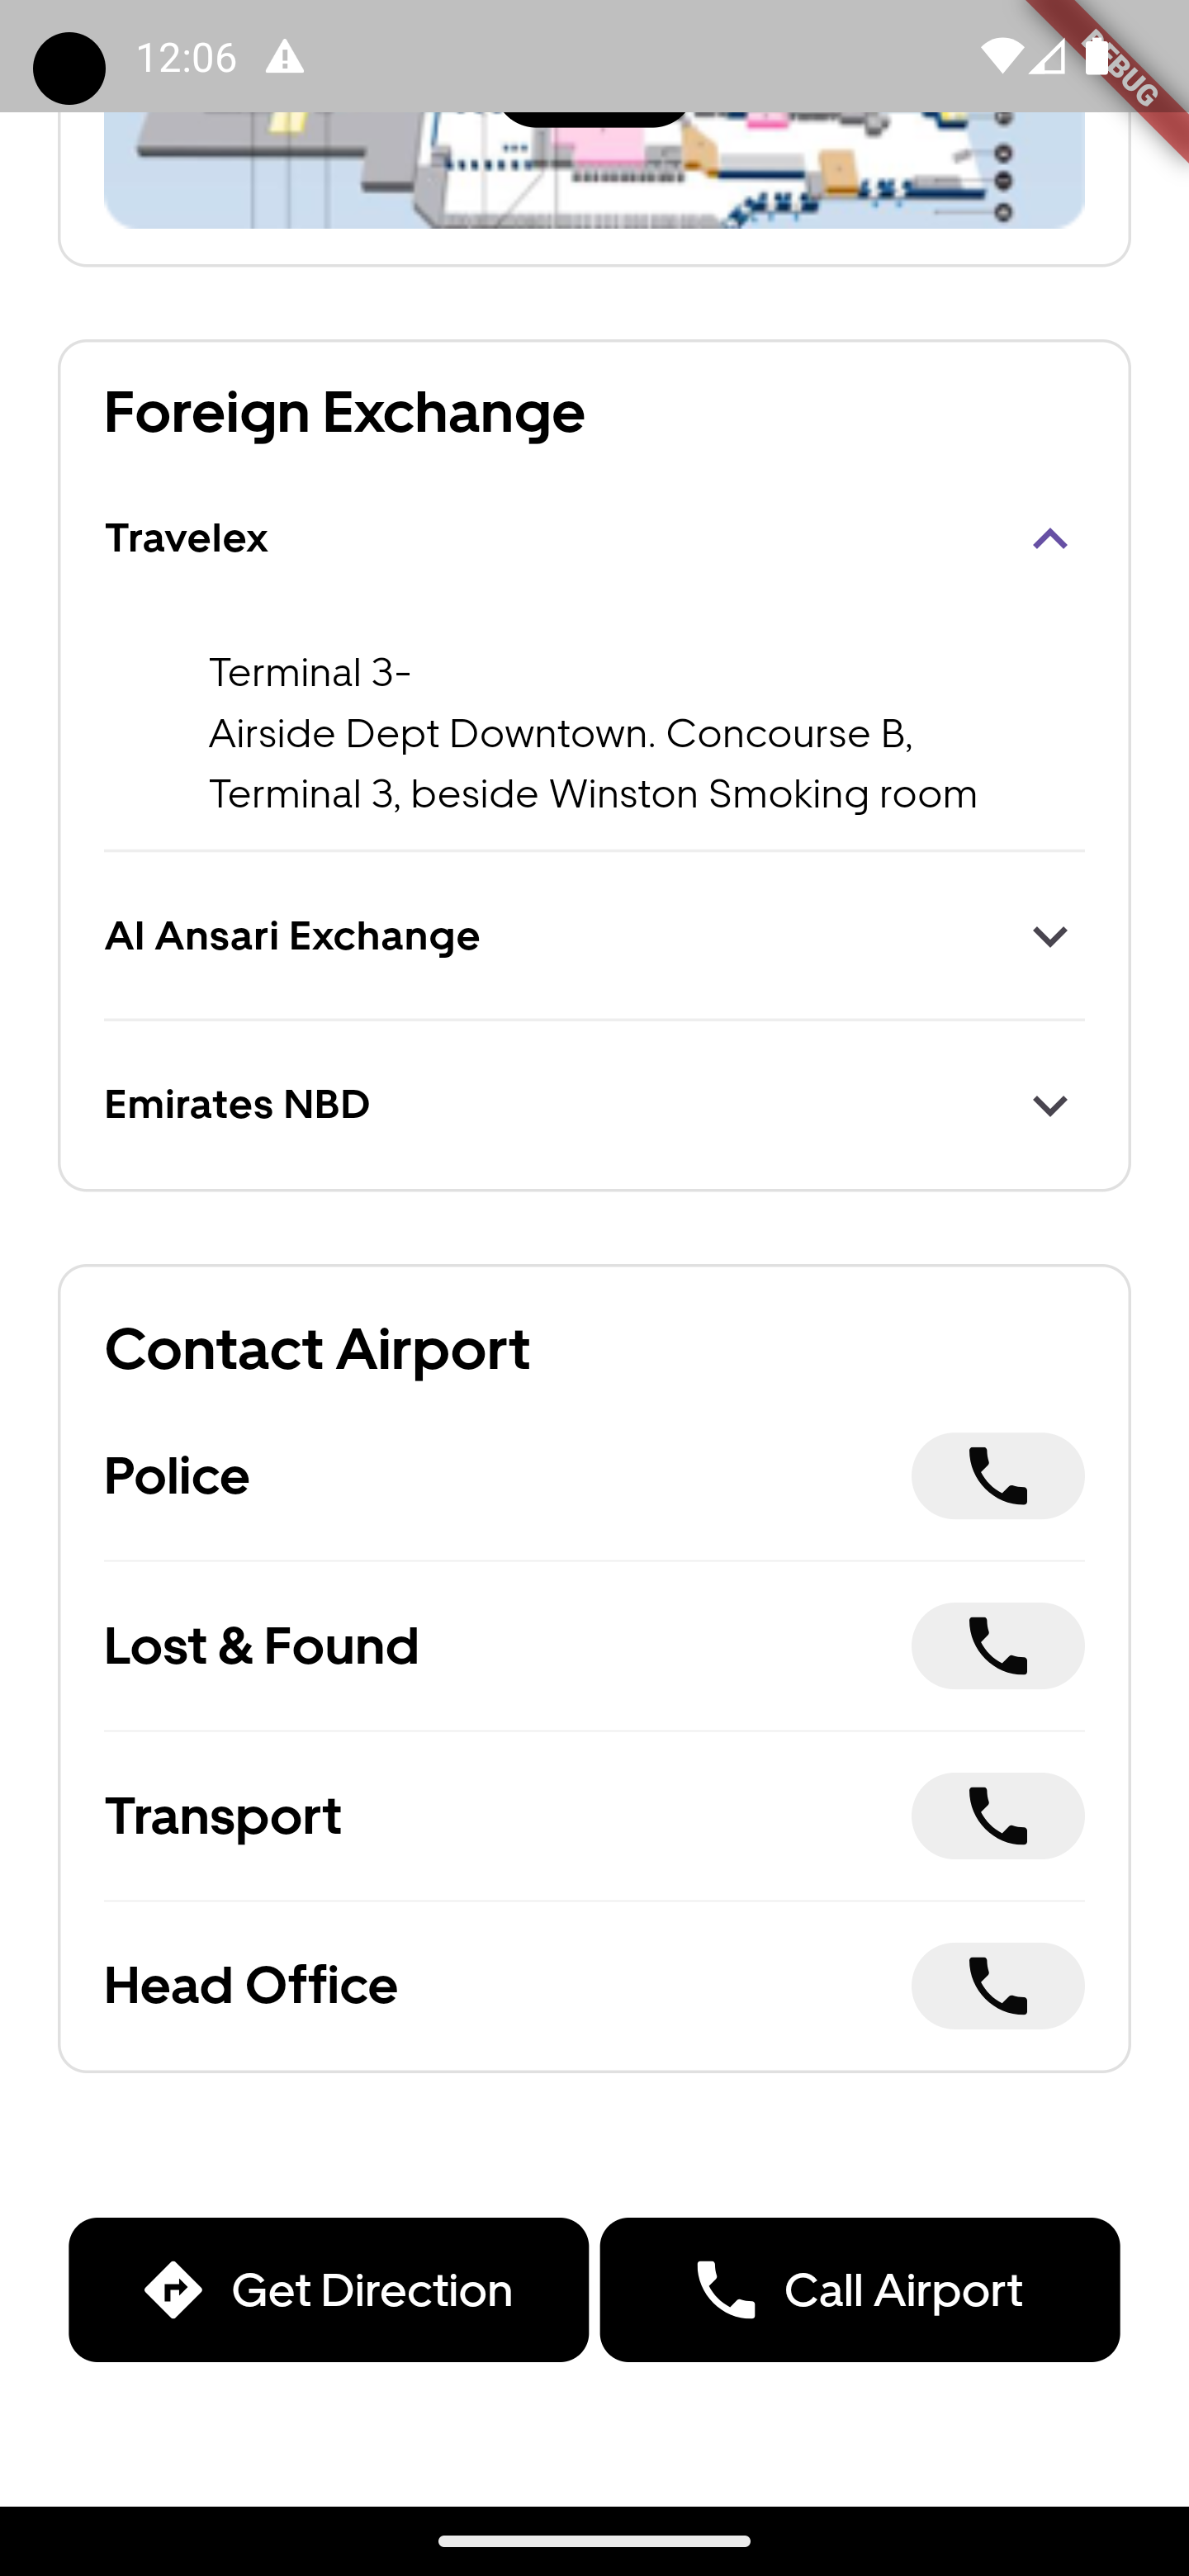 12:06
DEBUG
Foreign Exchange
Travelex
Terminal 3-
Airside Dept Downtown. Concourse B,
Terminal 3, beside Winston Smoking room
Al Ansari Exchange
Emirates NBD
Contact Airport
Police
Lost & Found
Transport
Head Office
Get Direction
Call Airport